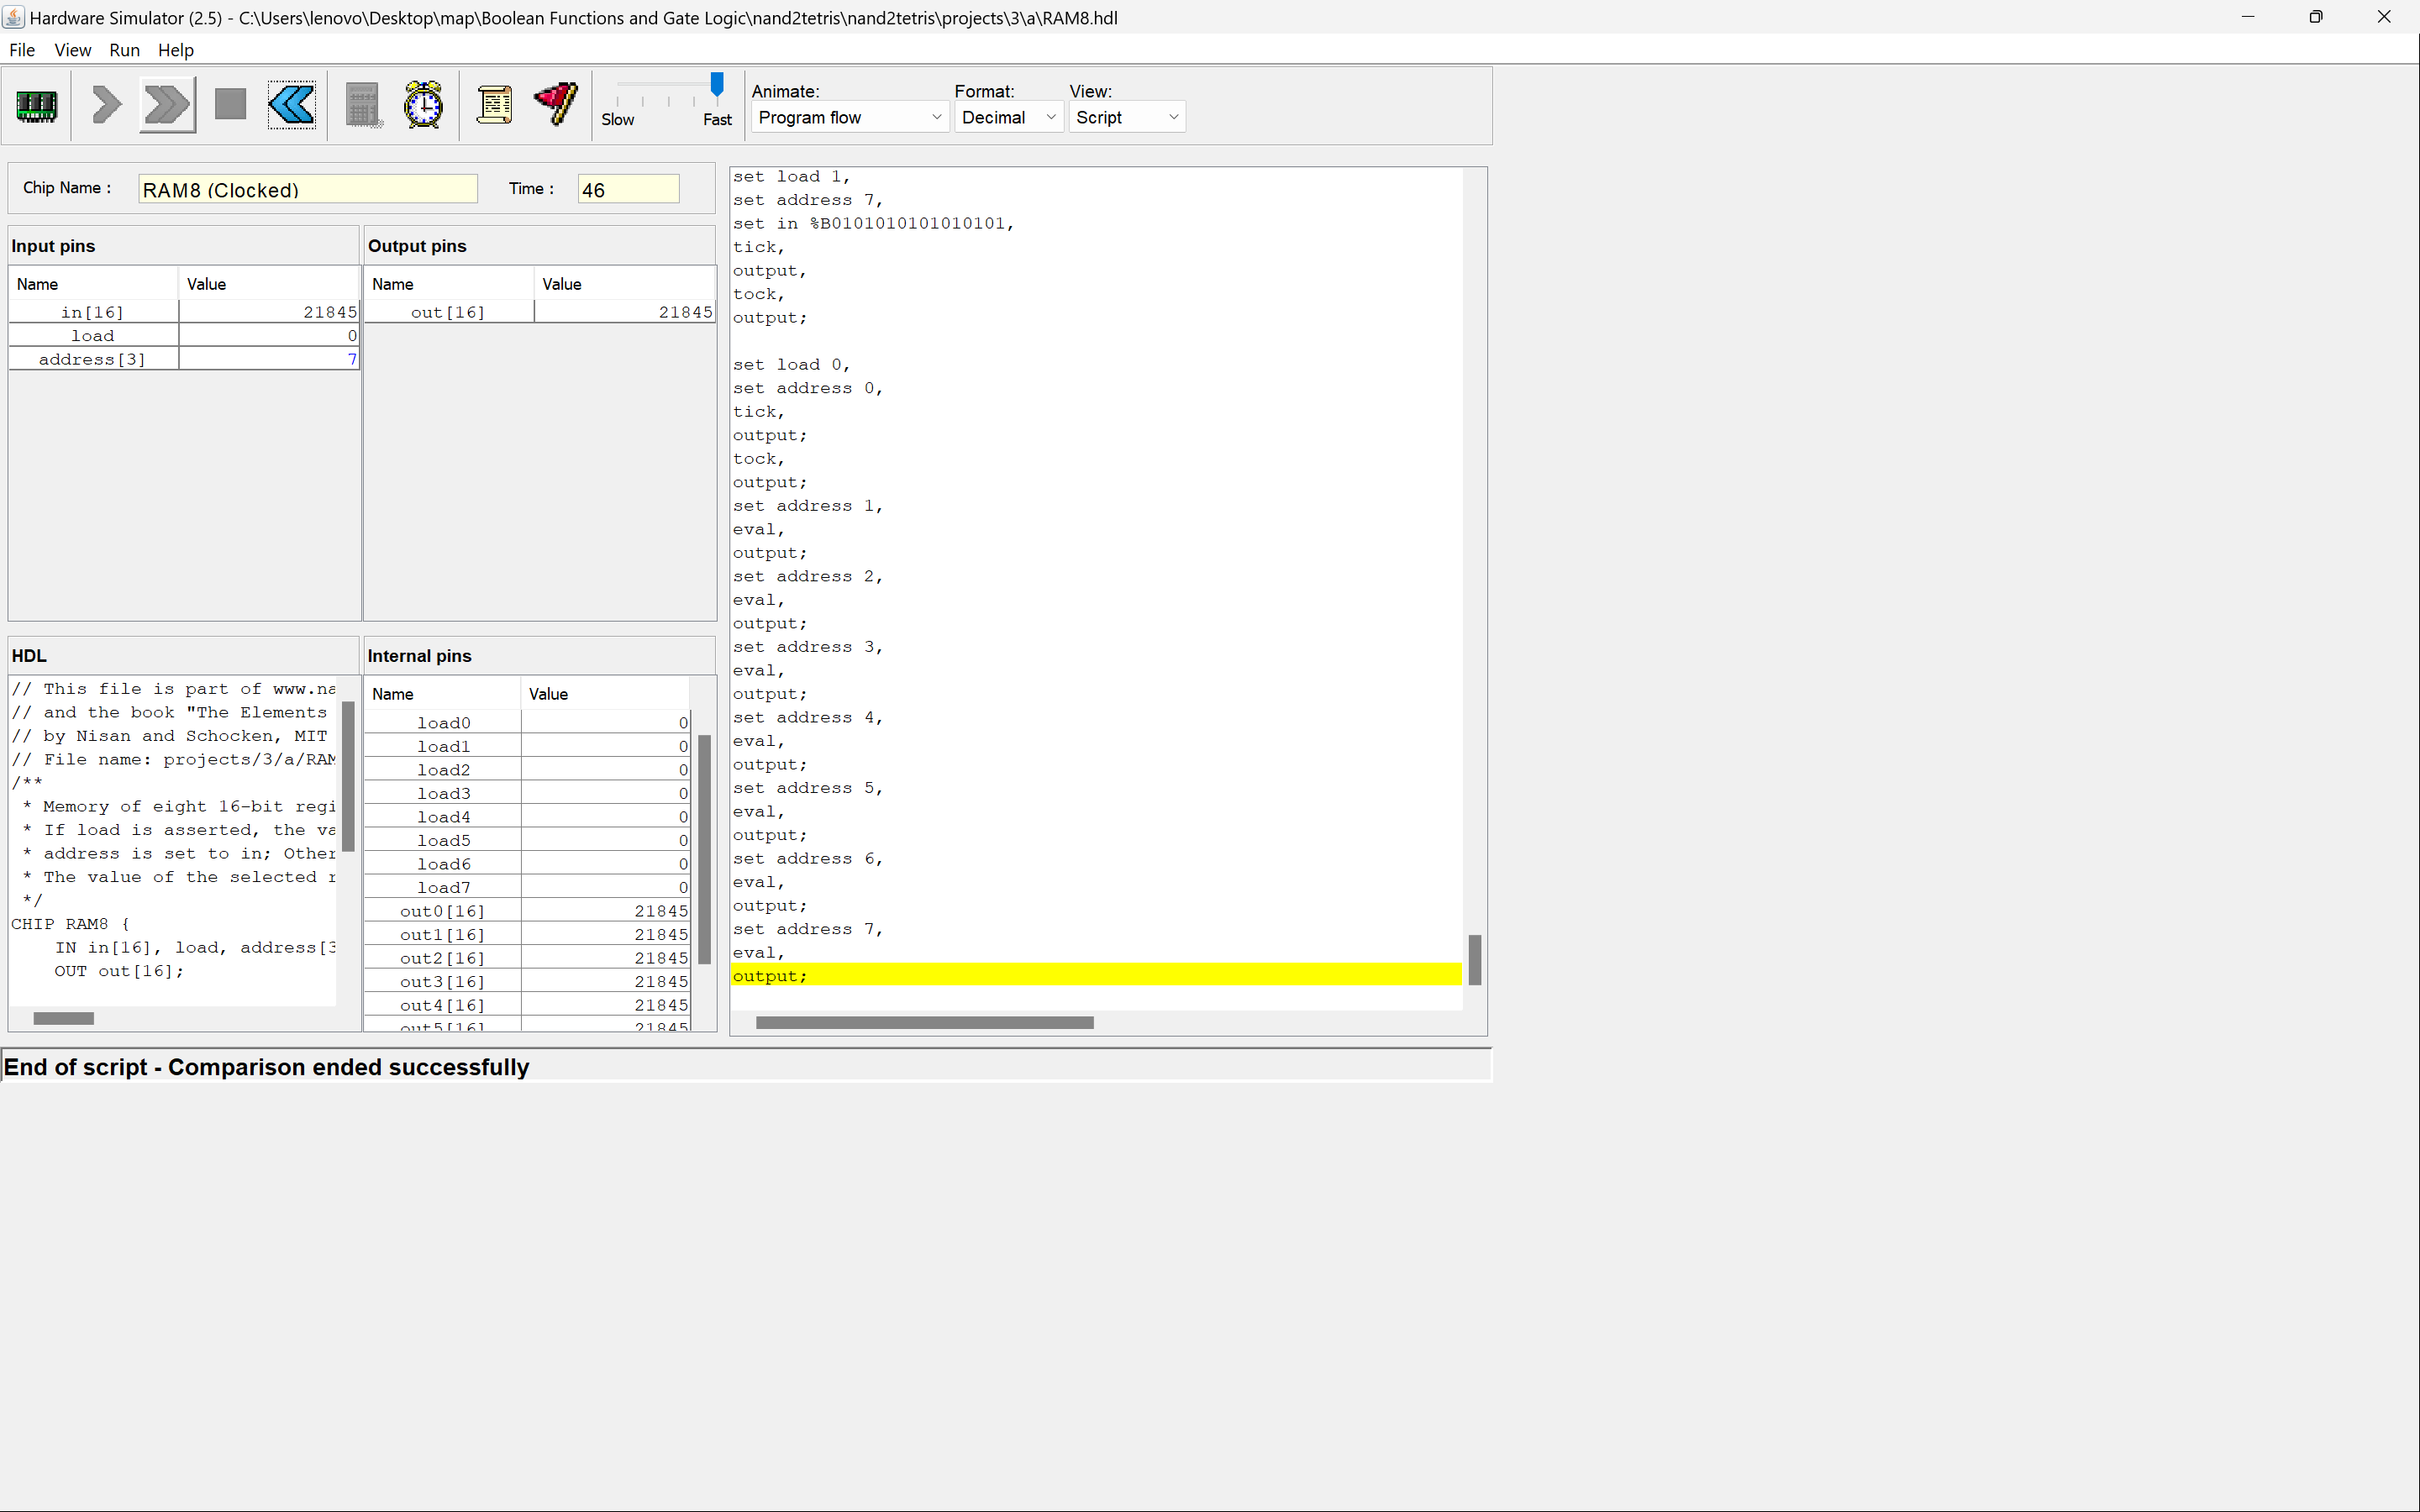 Hardware Simulator (2.5) - C:\Users\lenovo\Desktop\map\Boolean Functions and Gate Logic\nand2tetris\nand2tetris\projects\3\a\RAM8.hdl
File View Run Help
Slow Fast
Animate: Format: View:
Program flow Decimal Script
Chip Name : RAM8 (Clocked) Time : 46
Input pins
Name Value
in[16] 21845
load 0
address[3] 7
Output pins
Name Value
out[16] 21845
HDL
// This file is part of www.na
// and the book "The Elements
// by Nisan and Schocken, MIT
// File name: projects/3/a/RAM
/**
* Memory of eight 16-bit regi
* If load is asserted, the va
* address is set to in; Other
* The value of the selected r
*/
CHIP RAM8 {
IN in[16], load, address[3
OUT out[16];
Internal pins
Name Value
load0 0
load1 0
load2 0
load3 0
load4 0
load5 0
load6 0
load7 0
out0[16] 21845
out1[16] 21845
out2[16] 21845
out3[16] 21845
out4[16] 21845
out5[16] 21845
set load 1,
set address 7,
set in %B0101010101010101,
tick,
output,
tock,
output;
set load 0,
set address 0,
tick,
output;
tock,
output;
set address 1,
eval,
output;
set address 2,
eval,
output;
set address 3,
eval,
output;
set address 4,
eval,
output;
set address 5,
eval,
output;
set address 6,
eval,
output;
set address 7,
eval,
output;
End of script - Comparison ended successfully